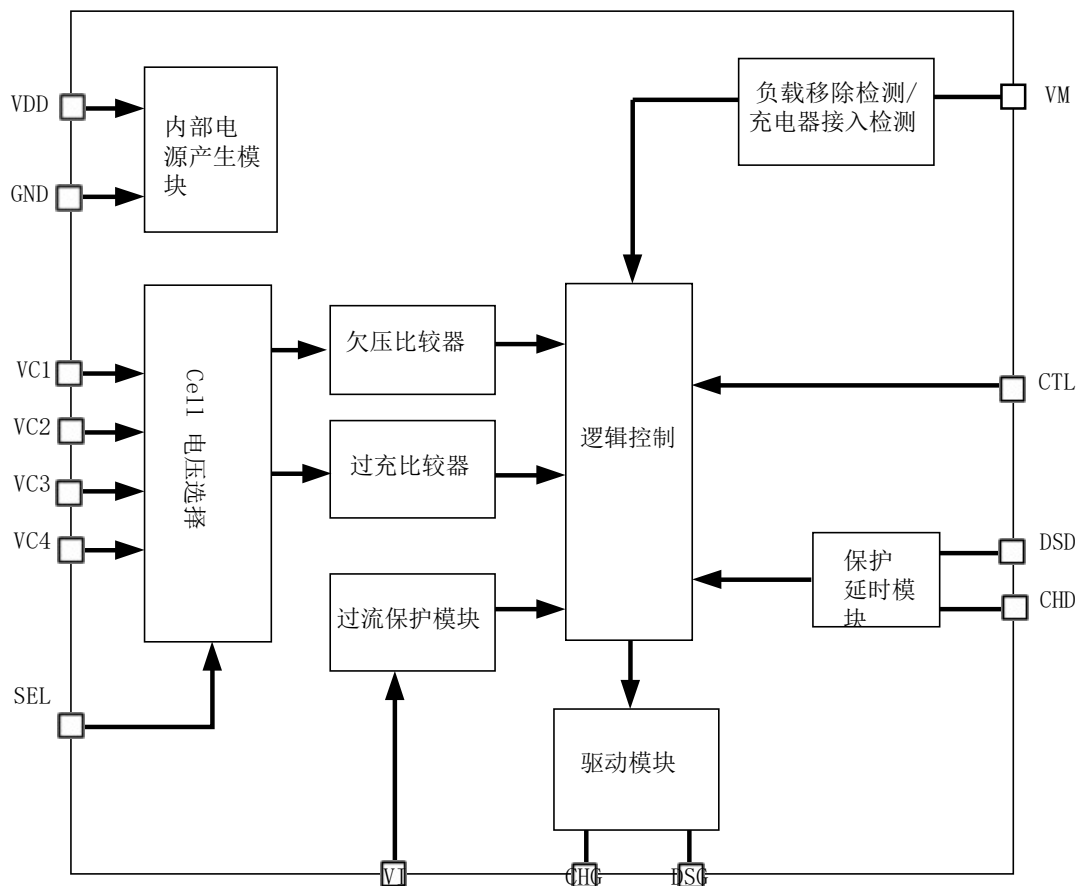 VDD
GND
内部电
源产生模
块
负载移除检测/
充电器接入检测
VM
VC1
VC2
VC3
VC4
Cell 电压选择
欠压比较器
过充比较器
过流保护模块
逻辑控制
CTL
保护
延时模
块
DSD
CHD
SEL
驱动模块
VI
CHG
DSG